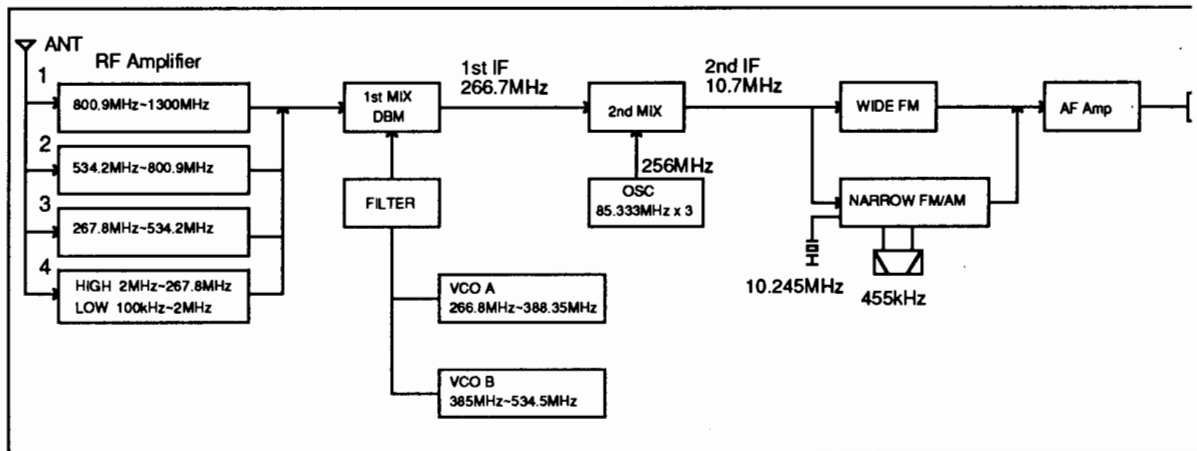 ANT
RF Amplifier
1
800.9MHz~1300MHz
2
534.2MHz~800.9MHz
3
267.8MHz~534.2MHz
4
HIGH 2MHz~267.8MHz
LOW 100kHz~2MHz
1st MIX
DBM
FILTER
VCO A
266.8MHz~388.35MHz
VCO B
385MHz~534.5MHz
1st IF
266.7MHz
2nd MIX
256MHz
OSC
85.333MHz x 3
2nd IF
10.7MHz
WIDE FM
NARROW FM/AM
10.245MHz
455kHz
AF Amp